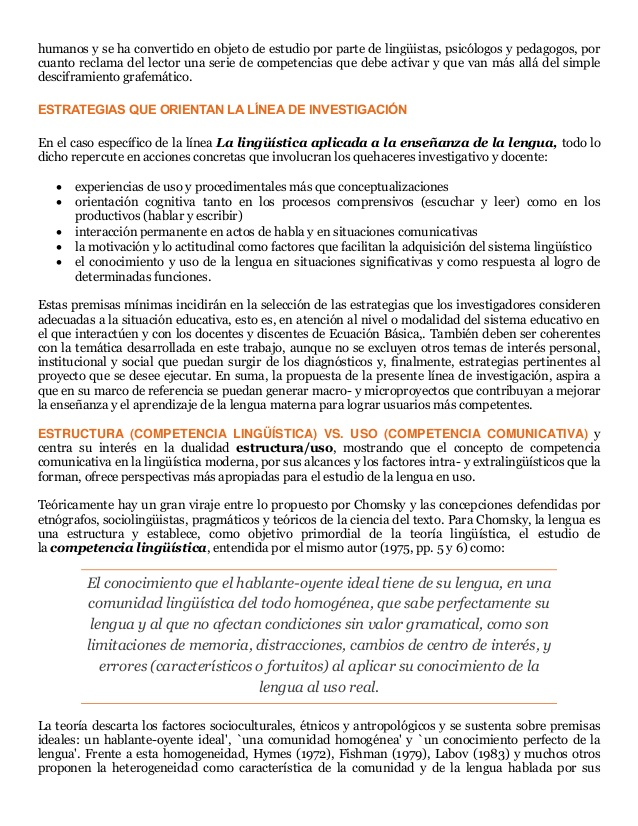 humanos y se ha convertido en objeto de estudio por parte de lingüistas, psicólogos y pedagogos, por
cuanto reclama del lector una serie de competencias que debe activar y que van más allá del simple
desciframiento grafemático.
ESTRATEGIAS QUE ORIENTAN LA LÍNEA DE INVESTIGACIÓN
En el caso específico de la línea La lingüística aplicada a la enseñanza de la lengua, todo lo
dicho repercute en acciones concretas que involucran los quehaceres investigativo y docente:
• experiencias de uso y procedimentales más que conceptualizaciones
• orientación cognitiva tanto en los procesos comprensivos (escuchar y leer) como en los
productivos (hablar y escribir)
• interacción permanente en actos de habla y en situaciones comunicativas
• la motivación y lo actitudinal como factores que facilitan la adquisición del sistema lingüístico
• el conocimiento y uso de la lengua en situaciones significativas y como respuesta al logro de
determinadas funciones.
Estas premisas mínimas incidirán en la selección de las estrategias que los investigadores consideren
adecuadas a la situación educativa, esto es, en atención al nivel o modalidad del sistema educativo en
el que interactúen y con los docentes y discentes de Ecuación Básica,. También deben ser coherentes
con la temática desarrollada en este trabajo, aunque no se excluyen otros temas de interés personal,
institucional y social que puedan surgir de los diagnósticos y, finalmente, estrategias pertinentes al
proyecto que se desee ejecutar. En suma, la propuesta de la presente línea de investigación, aspira a
que en su marco de referencia se puedan generar macro- y microproyectos que contribuyan a mejorar
la enseñanza y el aprendizaje de la lengua materna para lograr usuarios más competentes.
ESTRUCTURA (COMPETENCIA LINGÜÍSTICA) VS. USO (COMPETENCIA COMUNICATIVA) y
centra su interés en la dualidad estructura/uso, mostrando que el concepto de competencia
comunicativa en la lingüística moderna, por sus alcances y los factores intra- y extralingüísticos que la
forman, ofrece perspectivas más apropiadas para el estudio de la lengua en uso.
Teóricamente hay un gran viraje entre lo propuesto por Chomsky y las concepciones defendidas por
etnógrafos, sociolingüistas, pragmáticos y teóricos de la ciencia del texto. Para Chomsky, la lengua es
una estructura y establece, como objetivo primordial de la teoría lingüística, el estudio de
la competencia lingüística, entendida por el mismo autor (1975, pp. 5 y 6) como:
El conocimiento que el hablante-oyente ideal tiene de su lengua, en una
comunidad lingüística del todo homogénea, que sabe perfectamente su
lengua y al que no afectan condiciones sin valor gramatical, como son
limitaciones de memoria, distracciones, cambios de centro de interés, y
errores (característicos o fortuitos) al aplicar su conocimiento de la
lengua al uso real.
La teoría descarta los factores socioculturales, étnicos y antropológicos y se sustenta sobre premisas
ideales: un hablante-oyente ideal', `una comunidad homogénea' y `un conocimiento perfecto de la
lengua'. Frente a esta homogeneidad, Hymes (1972), Fishman (1979), Labov (1983) y muchos otros
proponen la heterogeneidad como característica de la comunidad y de la lengua hablada por sus